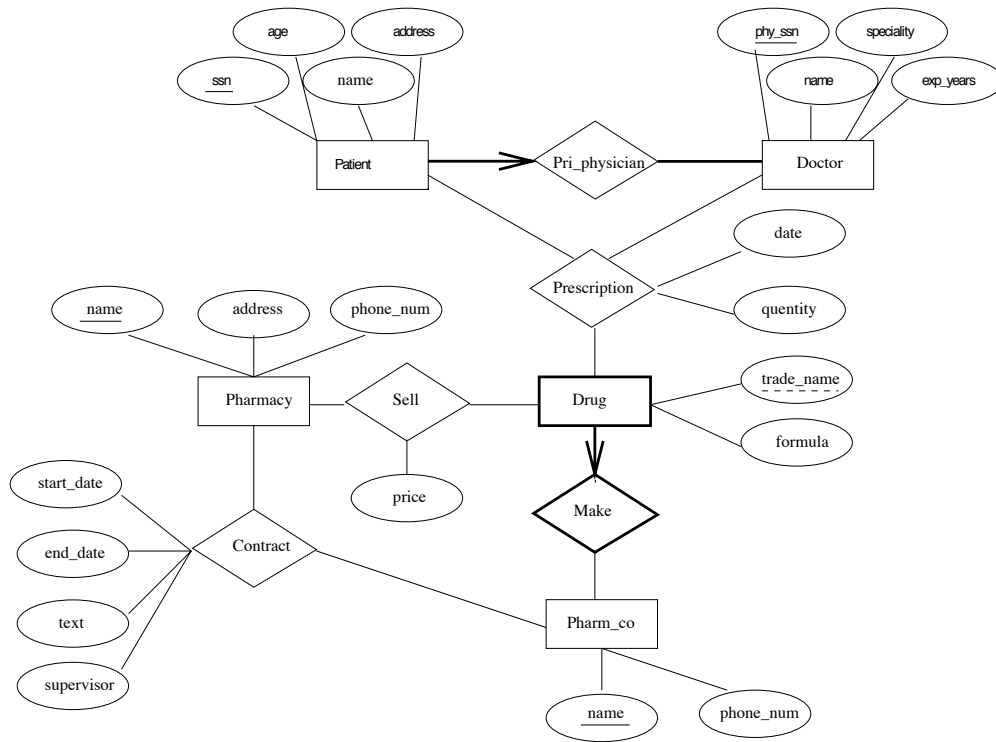 age
address
phy_ssn
speciality
ssn
name
name
exp_years
Patient
Pri_physician
Doctor
date
Prescription
name
address
phone_num
quentity
trade_name
Pharmacy
Sell
Drug
formula
start_date
price
Make
Contract
end_date
text
Pharm_co
supervisor
name
phone_num